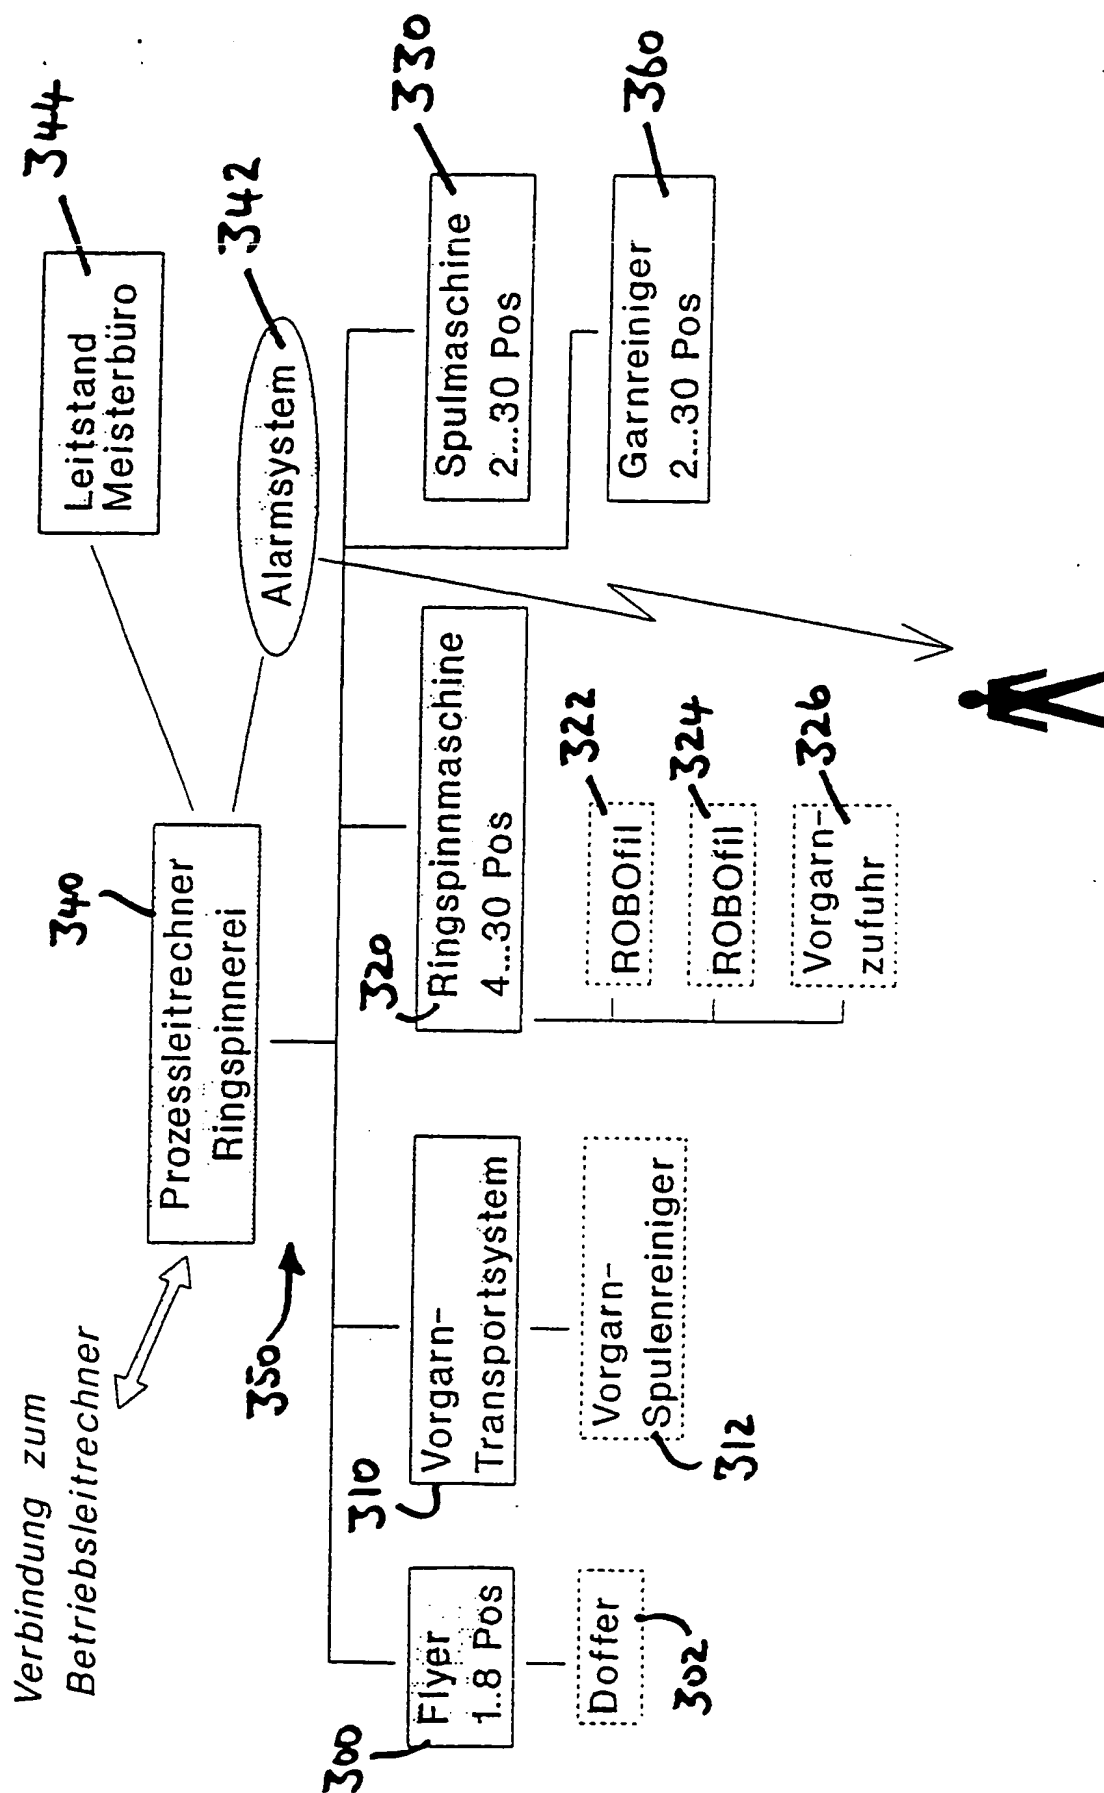 Verbindung zum
Betriebsleitrechner
340
Prozessleitrechner
Ringspinnerei
344
Leitstand
Meisterbüro
342
Alarmsystem
350
300
Flyer
1..8 Pos
302
Doffer
310
Vorgarn-
Transportsystem
312
Vorgarn-
Spulenreiniger
320
Ringspinnmaschine
4...30 Pos
322
ROBOfil
324
ROBOfil
326
Vorgarn-
zufuhr
330
Spulmaschine
2...30 Pos
360
Garnreiniger
2...30 Pos